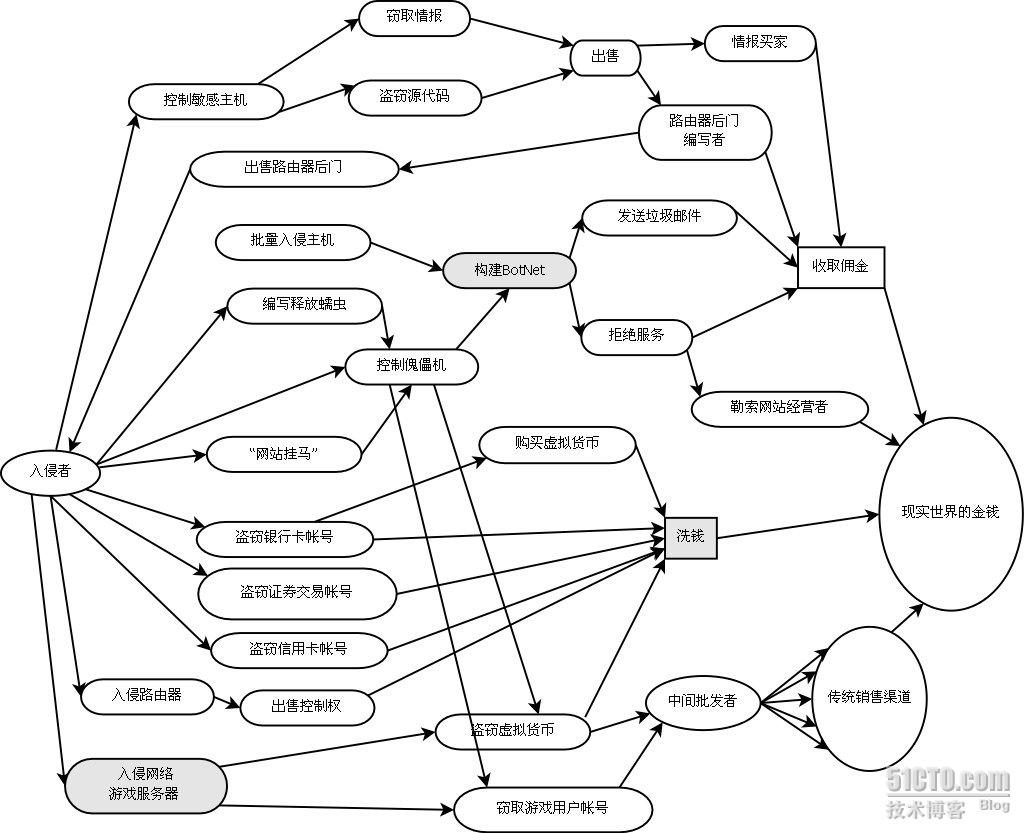 窃取情报
出售
情报买家
控制敏感主机
盗窃源代码
路由器后门
编写者
出售路由器后门
发送垃圾邮件
批量入侵主机
构建BotNet
收取佣金
编写释放蠕虫
拒绝服务
控制傀儡机
勒索网站经营者
入侵者
“网站挂马”
购买虚拟货币
现实世界的金钱
盗窃银行卡帐号
洗钱
盗窃证券交易帐号
盗窃信用卡帐号
入侵路由器
出售控制权
中间批发者
传统销售渠道
盗窃虚拟货币
入侵网络
游戏服务器
窃取游戏用户帐号
51CTO.com
技术博客 Blog